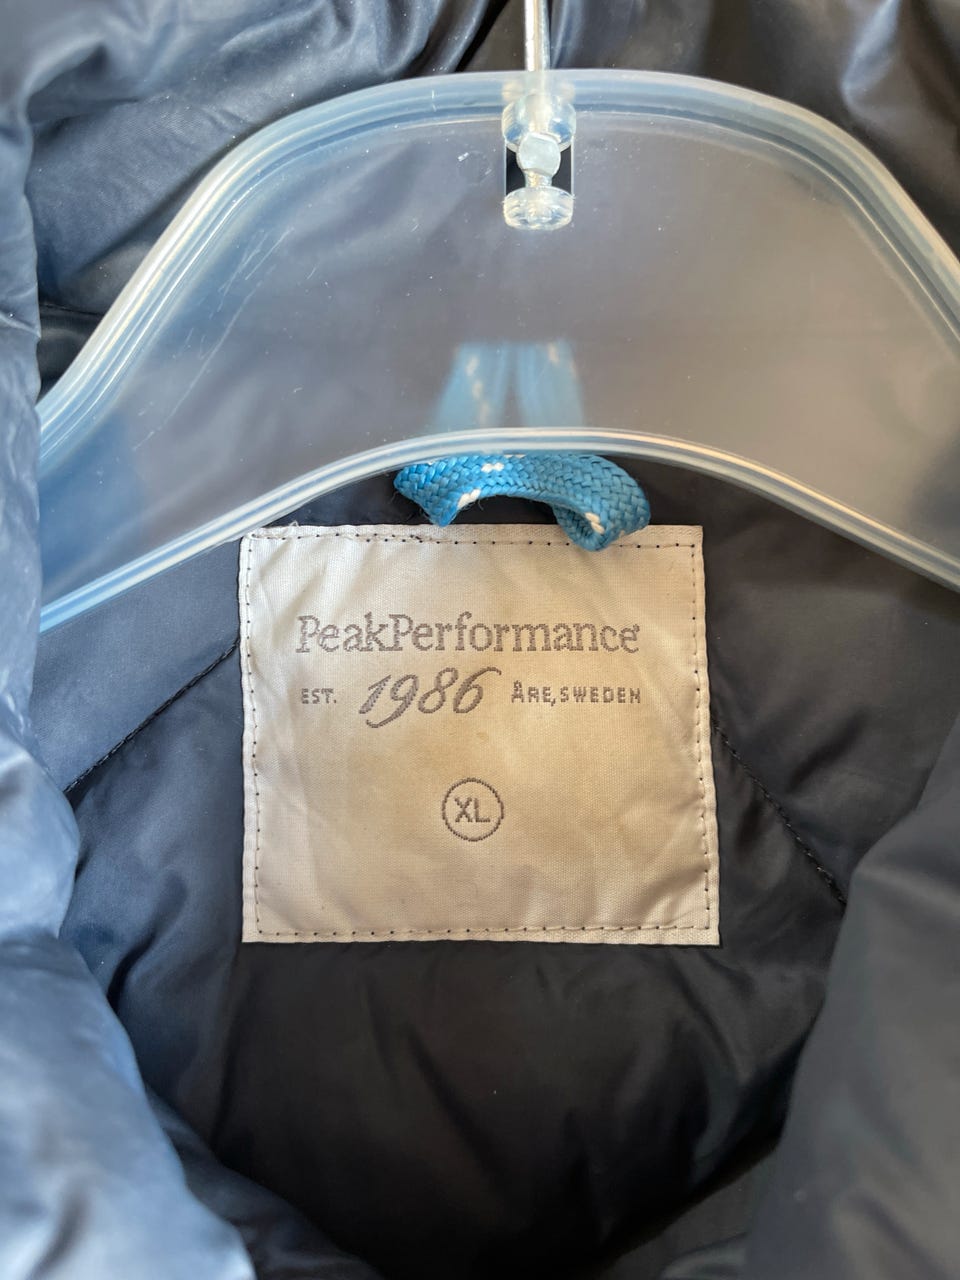 PeakPerformance
EST. 1986 ÅRE, SWEDEN
XL